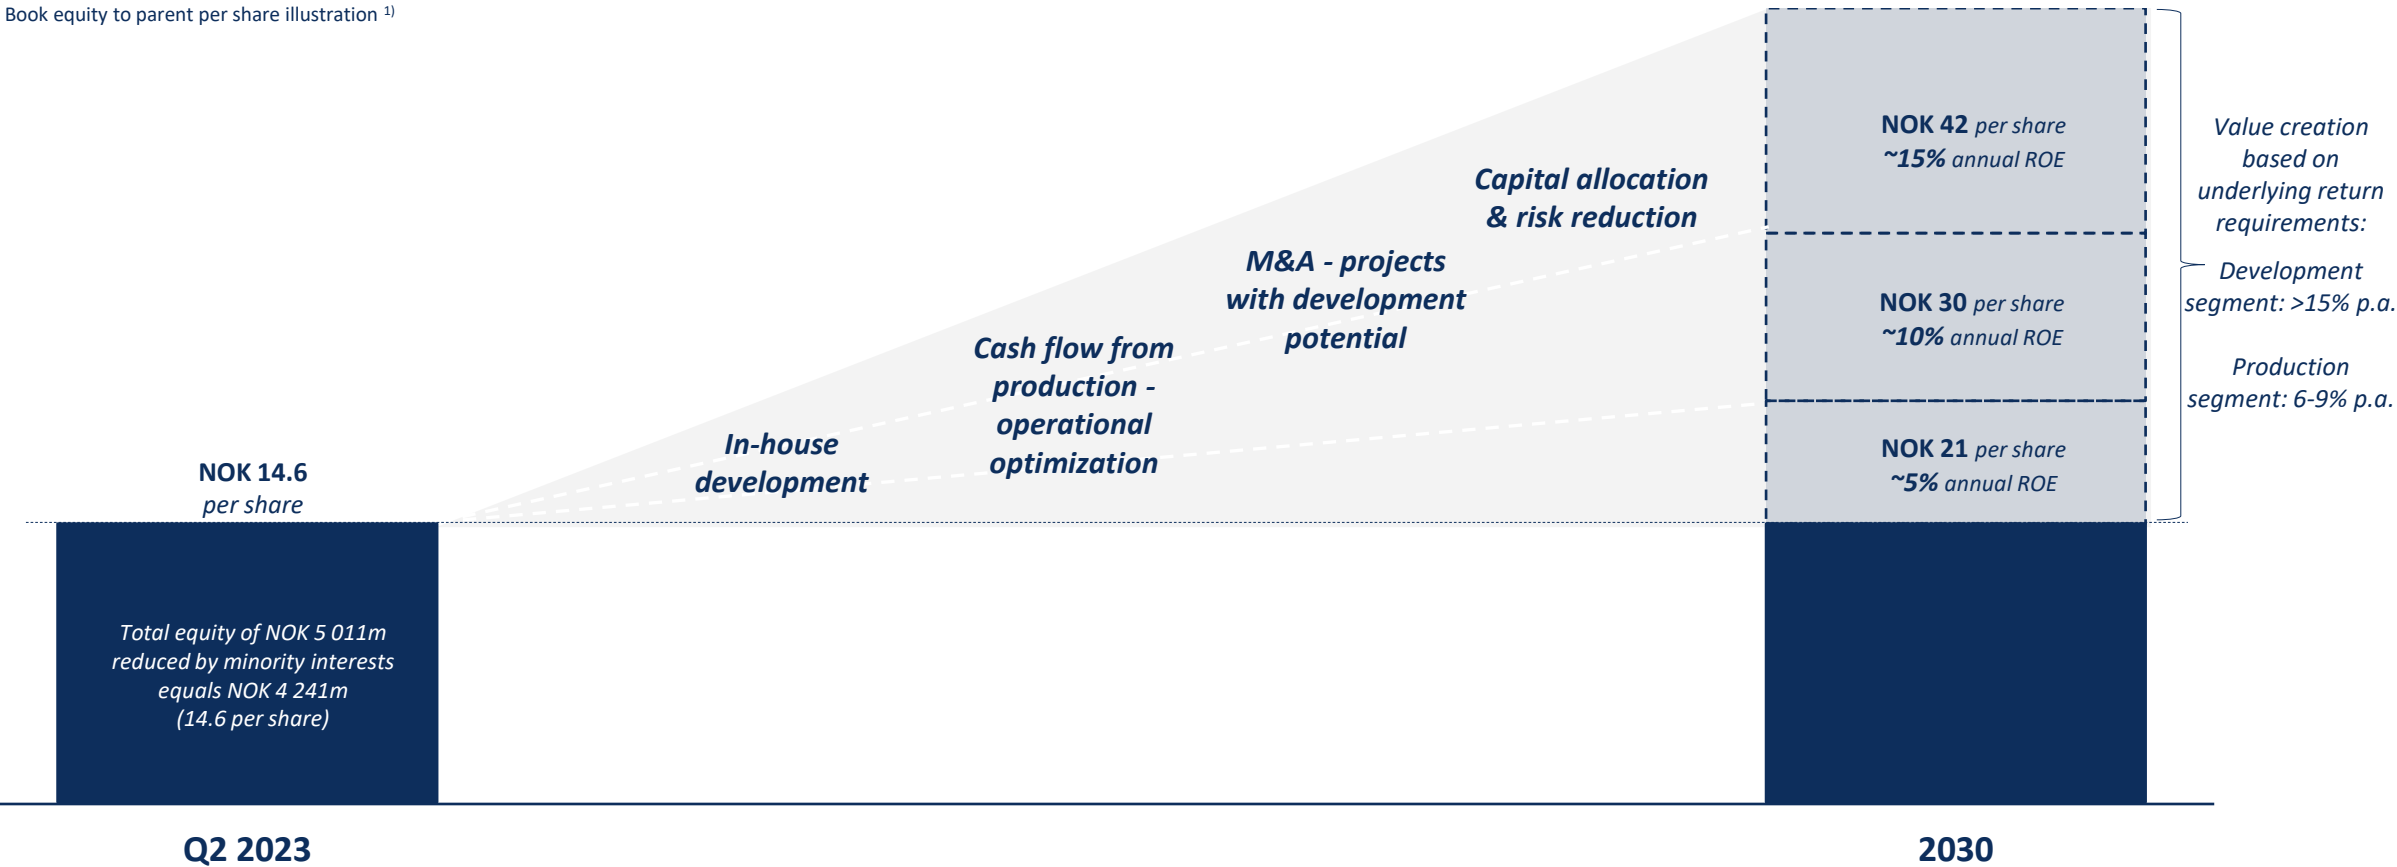 Book equity to parent per share illustration 1)
NOK 14.6
per share
Total equity of NOK 5 011m
reduced by minority interests
equals NOK 4 241m
(14.6 per share)
Q2 2023
In-house
development
Cash flow from
production -
operational
optimization
M&A - projects
with development
potential
Capital allocation
& risk reduction
NOK 42 per share
~15% annual ROE
NOK 30 per share
~10% annual ROE
NOK 21 per share
~5% annual ROE
2030
Value creation
based on
underlying return
requirements:
Development
segment: >15% p.a.
Production
segment: 6-9% p.a.